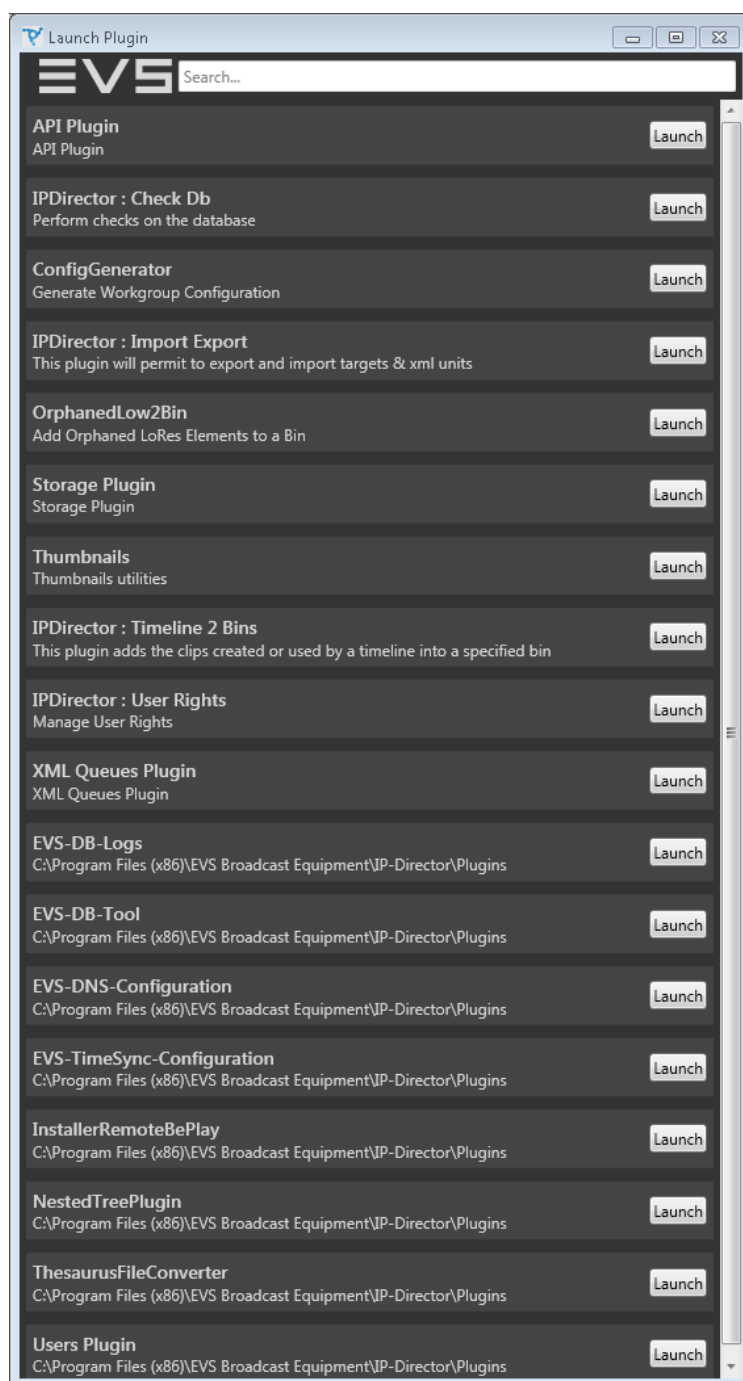 Launch Plugin
EVS Search...
API Plugin
API Plugin
Launch
IPDirector : Check Db
Perform checks on the database
Launch
ConfigGenerator
Generate Workgroup Configuration
Launch
IPDirector : Import Export
This plugin will permit to export and import targets & xml units
Launch
OrphanedLow2Bin
Add Orphaned LoRes Elements to a Bin
Launch
Storage Plugin
Storage Plugin
Launch
Thumbnails
Thumbnails utilities
Launch
IPDirector : Timeline 2 Bins
This plugin adds the clips created or used by a timeline into a specified bin
Launch
IPDirector : User Rights
Manage User Rights
Launch
XML Queues Plugin
XML Queues Plugin
Launch
EVS-DB-Logs
C:\Program Files (x86)\EVS Broadcast Equipment\IP-Director\Plugins
Launch
EVS-DB-Tool
C:\Program Files (x86)\EVS Broadcast Equipment\IP-Director\Plugins
Launch
EVS-DNS-Configuration
C:\Program Files (x86)\EVS Broadcast Equipment\IP-Director\Plugins
Launch
EVS-TimeSync-Configuration
C:\Program Files (x86)\EVS Broadcast Equipment\IP-Director\Plugins
Launch
InstallerRemoteBePlay
C:\Program Files (x86)\EVS Broadcast Equipment\IP-Director\Plugins
Launch
NestedTreePlugin
C:\Program Files (x86)\EVS Broadcast Equipment\IP-Director\Plugins
Launch
ThesaurusFileConverter
C:\Program Files (x86)\EVS Broadcast Equipment\IP-Director\Plugins
Launch
Users Plugin
C:\Program Files (x86)\EVS Broadcast Equipment\IP-Director\Plugins
Launch